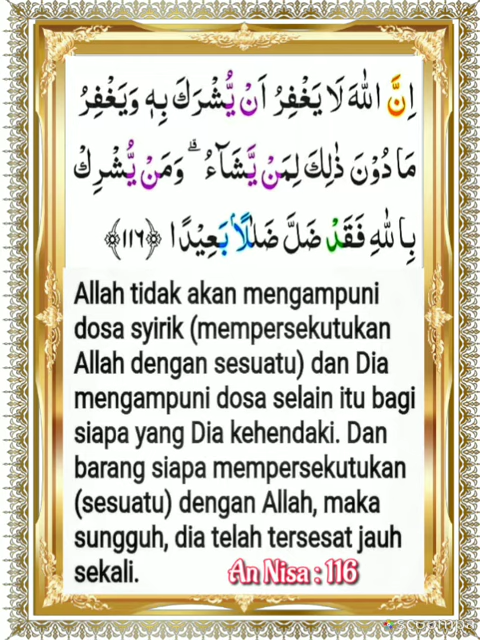 اِنَّ اللّٰهَ لَا يَغْفِرُ اَنْ يُّشْرَكَ بِهٖ وَيَغْفِرُ
مَا دُوْنَ ذٰلِكَ لِمَنْ يَّشَاۤءُ ۗ وَمَنْ يُّشْرِكْ
بِاللّٰهِ فَقَدْ ضَلَّ ضَلٰلًاۢ بَعِيْدًا ﴿١١٦﴾
Allah tidak akan mengampuni
dosa syirik (mempersekutukan
Allah dengan sesuatu) dan Dia
mengampuni dosa selain itu bagi
siapa yang Dia kehendaki. Dan
barang siapa mempersekutukan
(sesuatu) dengan Allah, maka
sungguh, dia telah tersesat jauh
sekali. An Nisa : 116